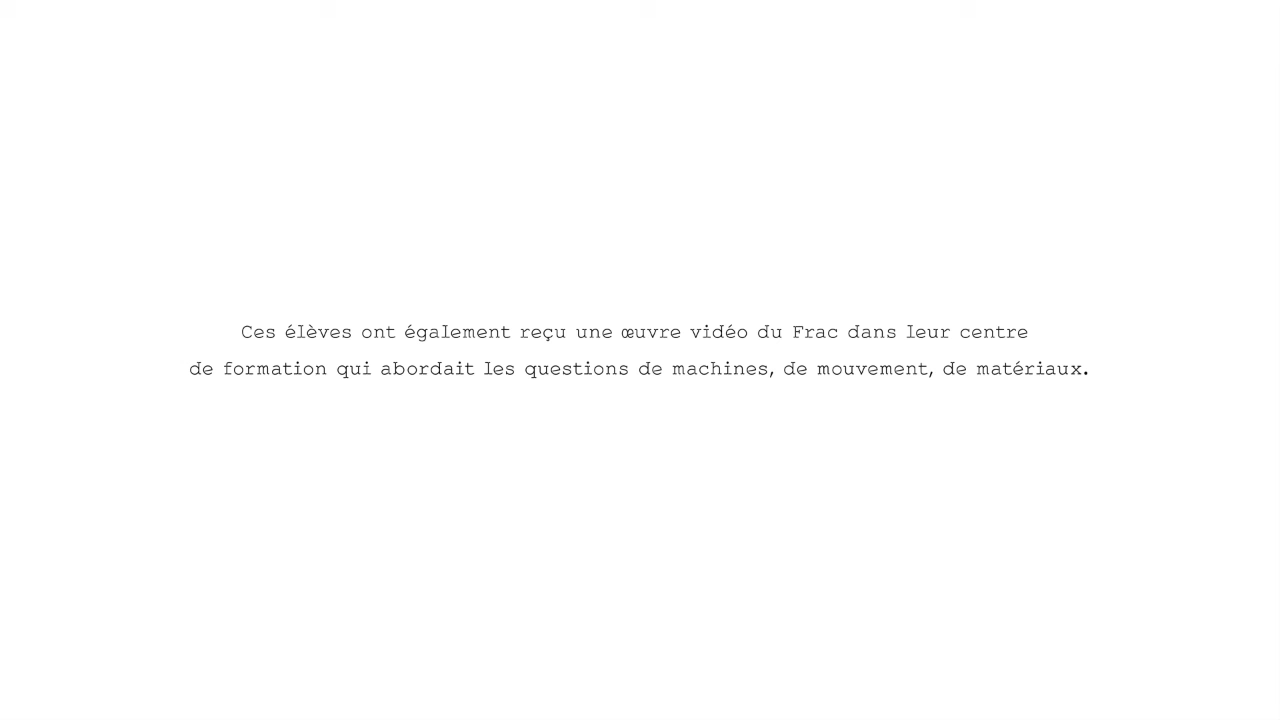 Ces élèves ont également reçu une œuvre vidéo du Frac dans leur centre
de formation qui abordait les questions de machines, de mouvement, de matériaux.